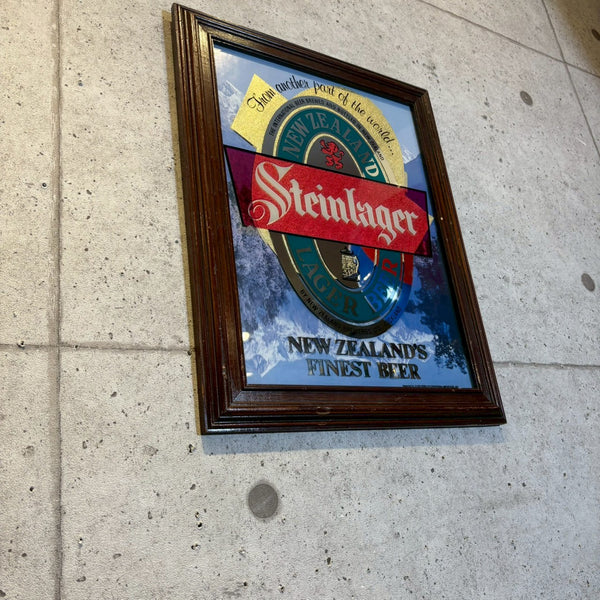 From another part of the world...
NEW ZEALAND
Steinlager
LAGER BEER
NEW ZEALAND'S
FINEST BEER